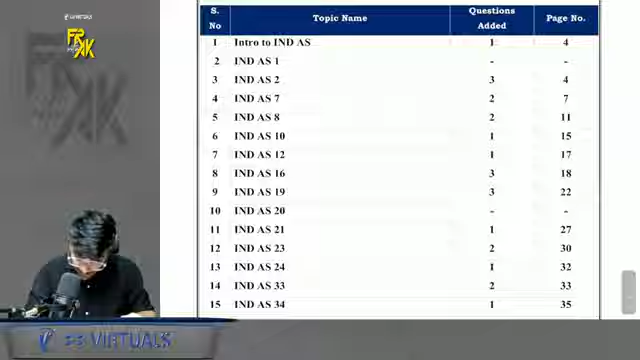 VIRTUALS
FR
AK
S. No Topic Name Questions Added Page No.
1 Intro to IND AS 1 4
2 IND AS 1 - -
3 IND AS 2 3 4
4 IND AS 7 2 7
5 IND AS 8 2 11
6 IND AS 10 1 15
7 IND AS 12 1 17
8 IND AS 16 3 18
9 IND AS 19 3 22
10 IND AS 20 - -
11 IND AS 21 1 27
12 IND AS 23 2 30
13 IND AS 24 1 32
14 IND AS 33 2 33
15 IND AS 34 1 35
VIRTUALS